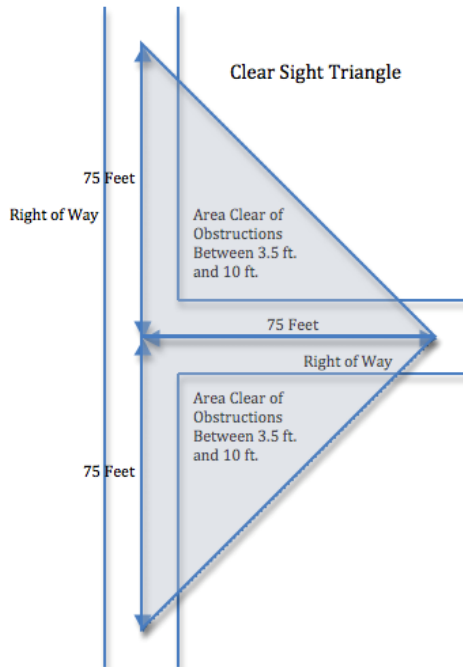 Clear Sight Triangle
75 Feet
Right of Way
Area Clear of
Obstructions
Between 3.5 ft.
and 10 ft.
75 Feet
Right of Way
Area Clear of
Obstructions
Between 3.5 ft.
and 10 ft.
75 Feet